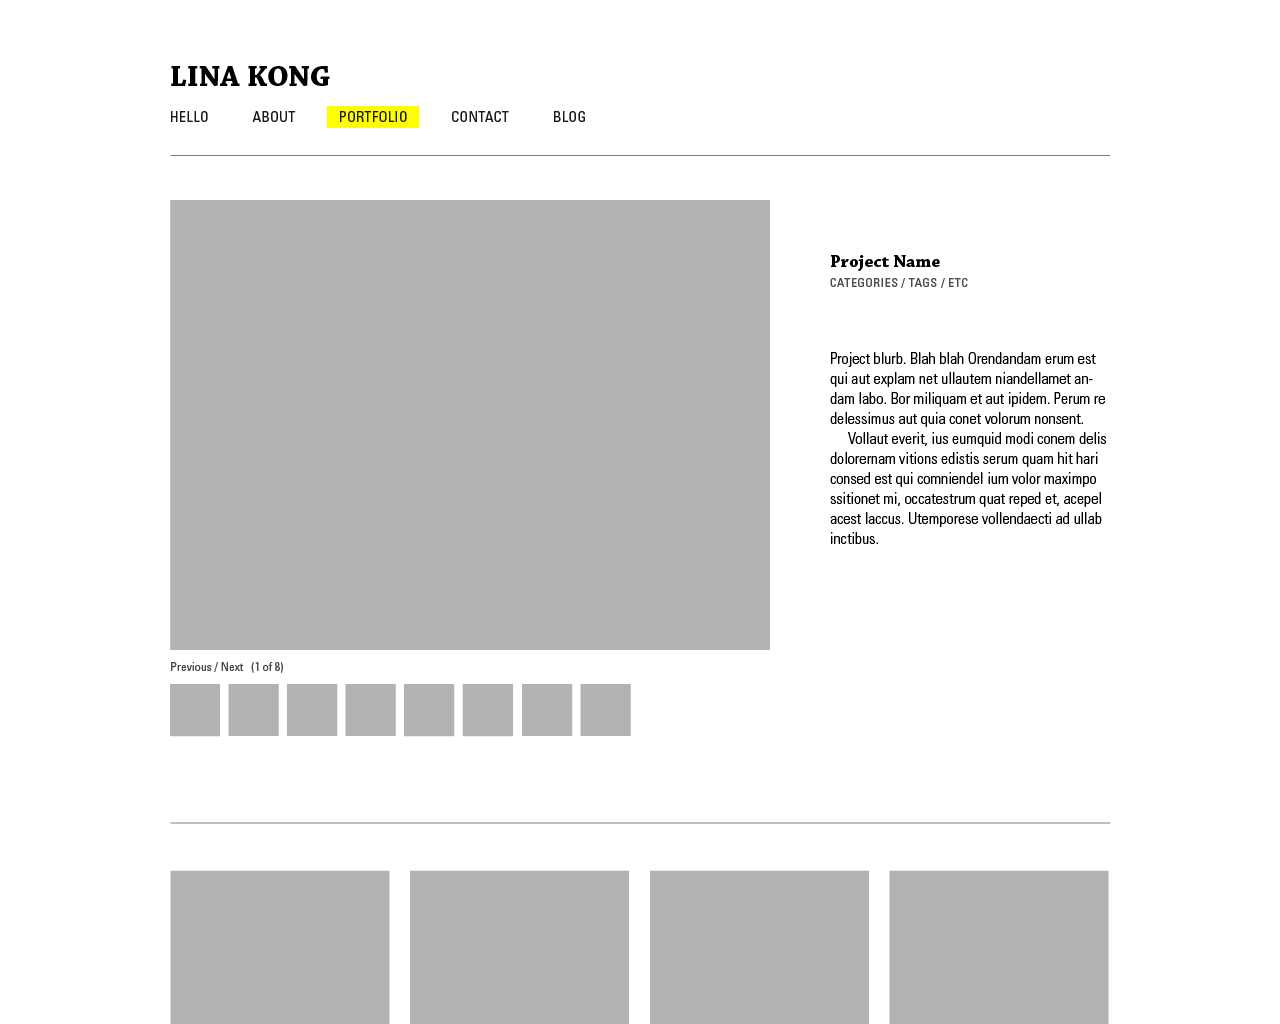 LINA KONG
HELLO ABOUT PORTFOLIO CONTACT BLOG
Project Name
CATEGORIES / TAGS / ETC
Project blurb. Blah blah Orendandam erum est
qui aut explam net ullautem niandellamet an-
dam labo. Bor miliquam et aut ipidem. Perum re
delessimus aut quia conet volorum nonsent.
Vollaut everit, ius eumquid modi conem delis
dolorernam vitions edistis serum quam hit hari
consed est qui comniendel ium volor maximpo
ssitionet mi, occatestrum quat reped et, acepel
acest laccus. Utemporese vollendaecti ad ullab
inctibus.
Previous / Next (1 of 8)